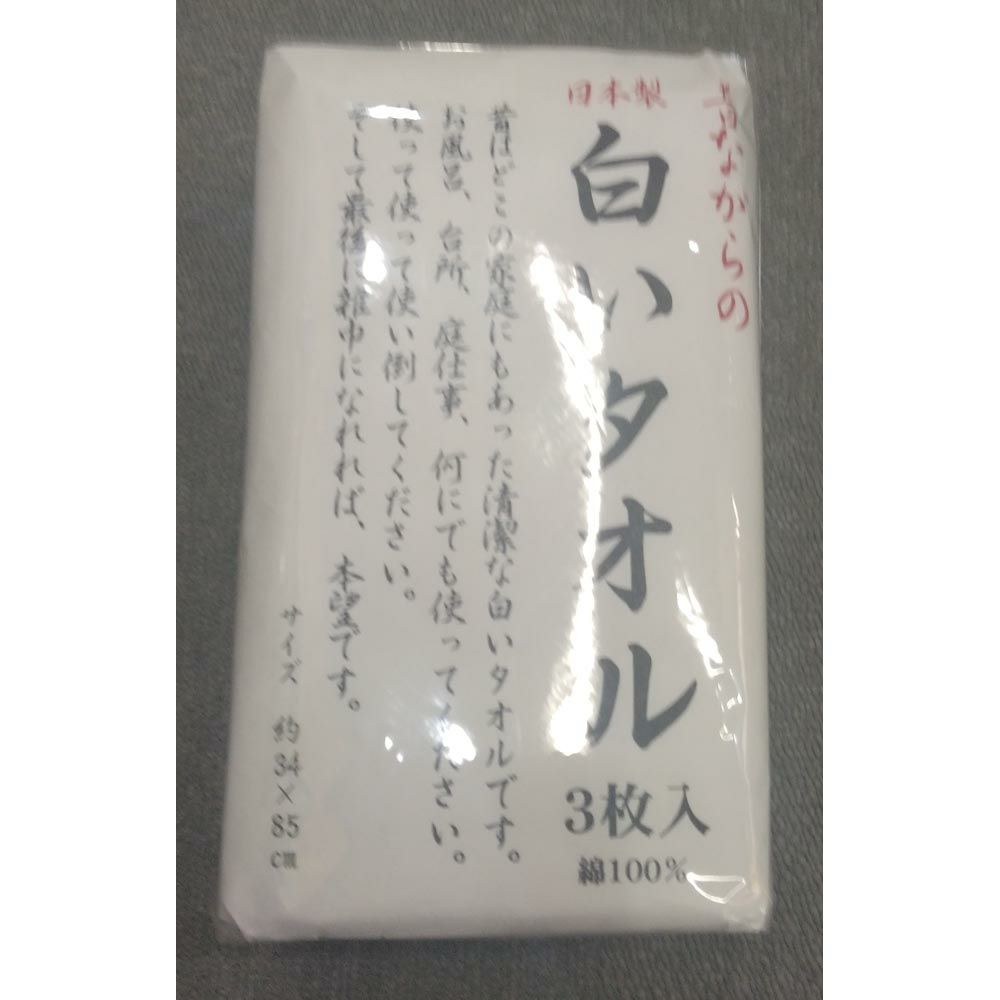 昔ながらの
日本製
白いタオル
3枚入
綿100%
昔はどこの家庭にもあった清潔な白いタオルです。
お風呂、台所、庭仕事、何にでも使ってください。
使って使って使い倒してください。
そして最後に雑巾になれれば、本望です。
サイズ 約34×85cm